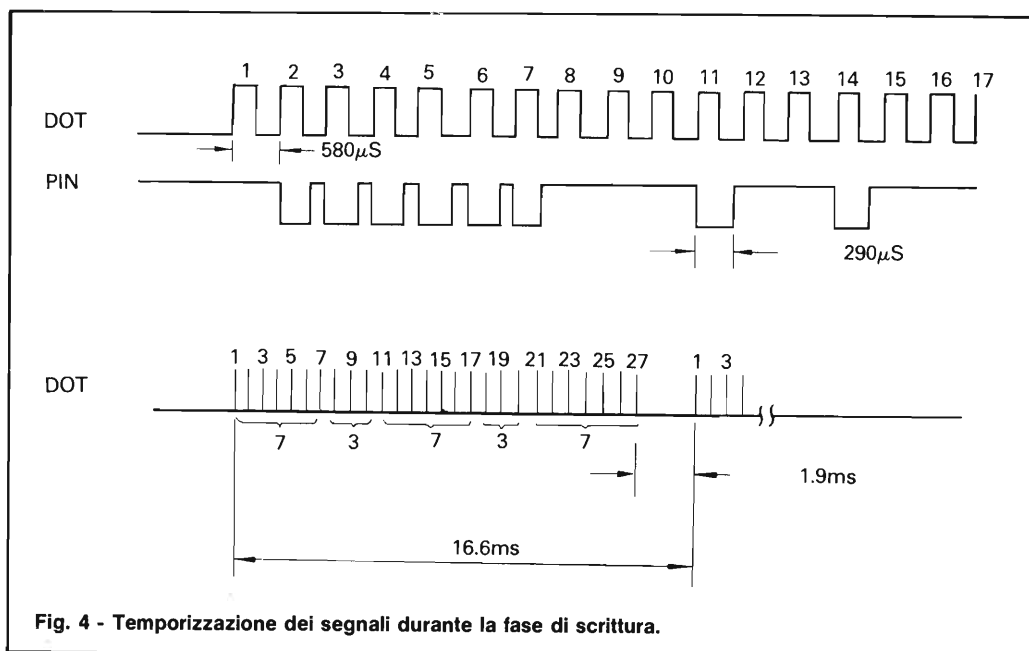 1 2 3 4 5 6 7 8 9 10 11 12 13 14 15 16 17
DOT
580μS
PIN
290μS
1 3 5 7 9 11 13 15 17 19 21 23 25 27 1 3
DOT
7 3 7 3 7
1.9ms
16.6ms
Fig. 4 - Temporizzazione dei segnali durante la fase di scrittura.